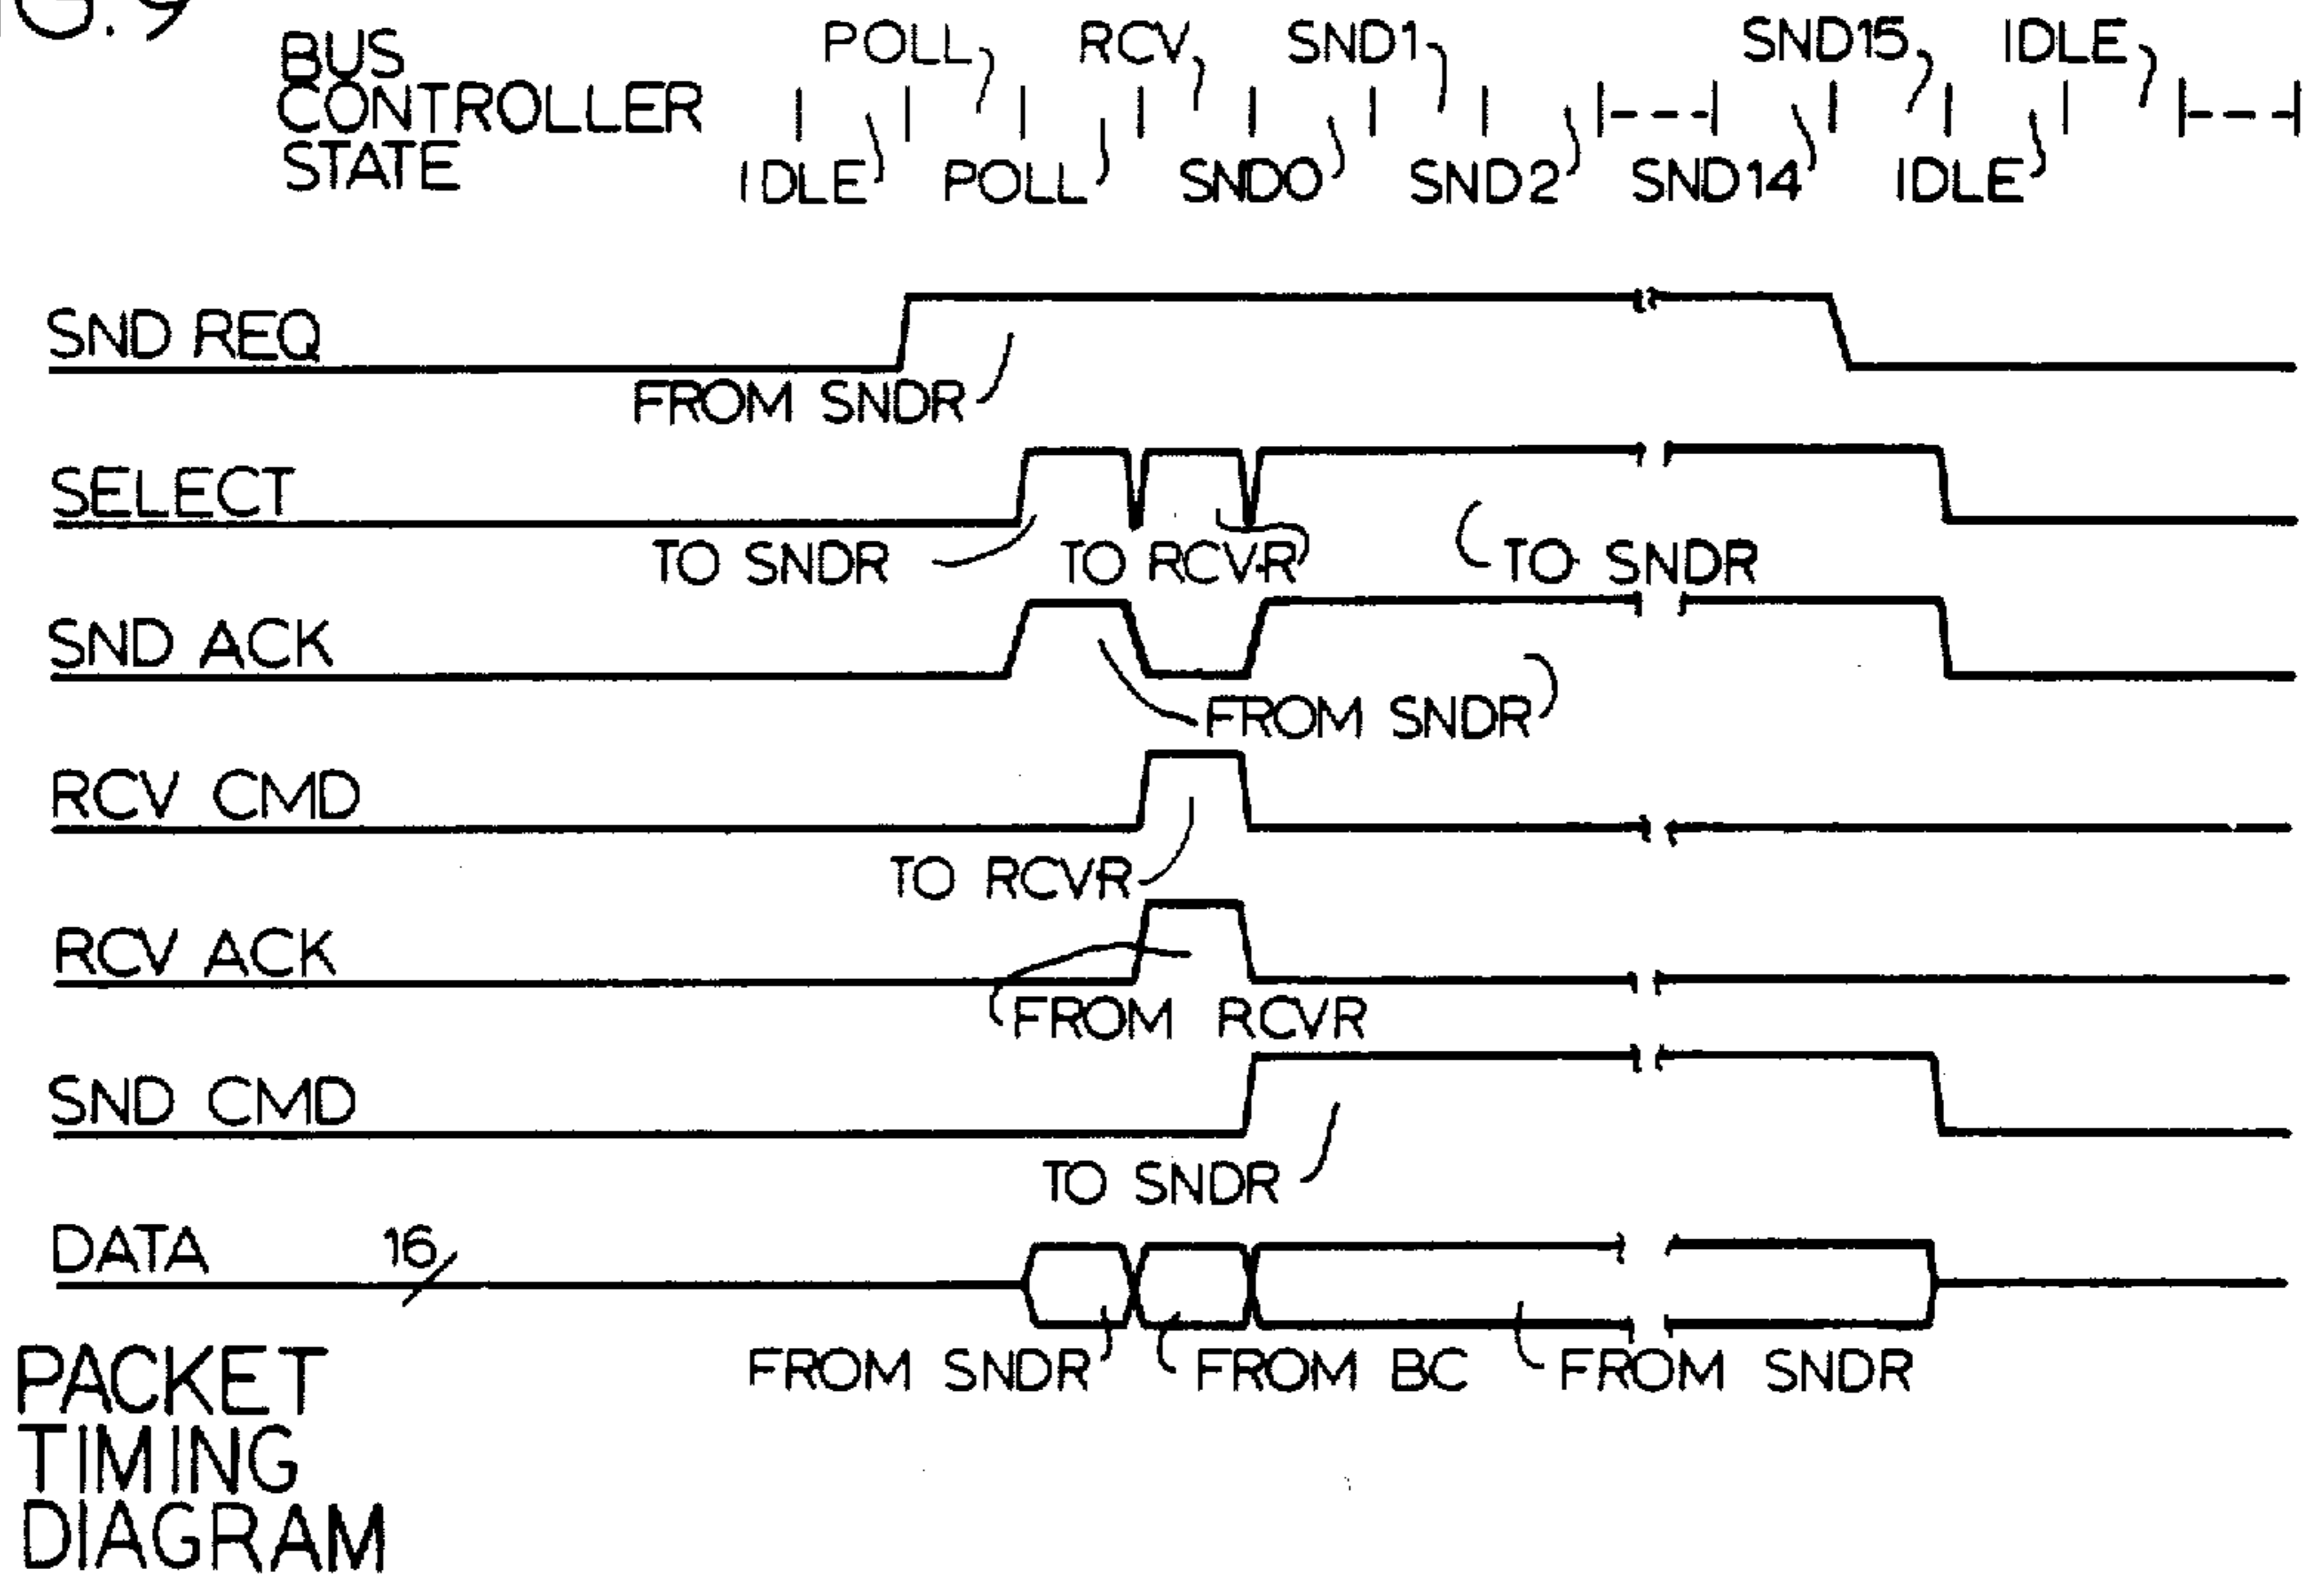 G.9
BUS
CONTROLLER
STATE
POLL RCV SND1 SND15 IDLE
IDLE POLL SND0 SND2 SND14 IDLE
SND REQ
FROM SNDR
SELECT
TO SNDR TO RCVR TO SNDR
SND ACK
FROM SNDR
RCV CMD
TO RCVR
RCV ACK
FROM RCVR
SND CMD
TO SNDR
DATA 16
FROM SNDR FROM BC FROM SNDR
PACKET
TIMING
DIAGRAM